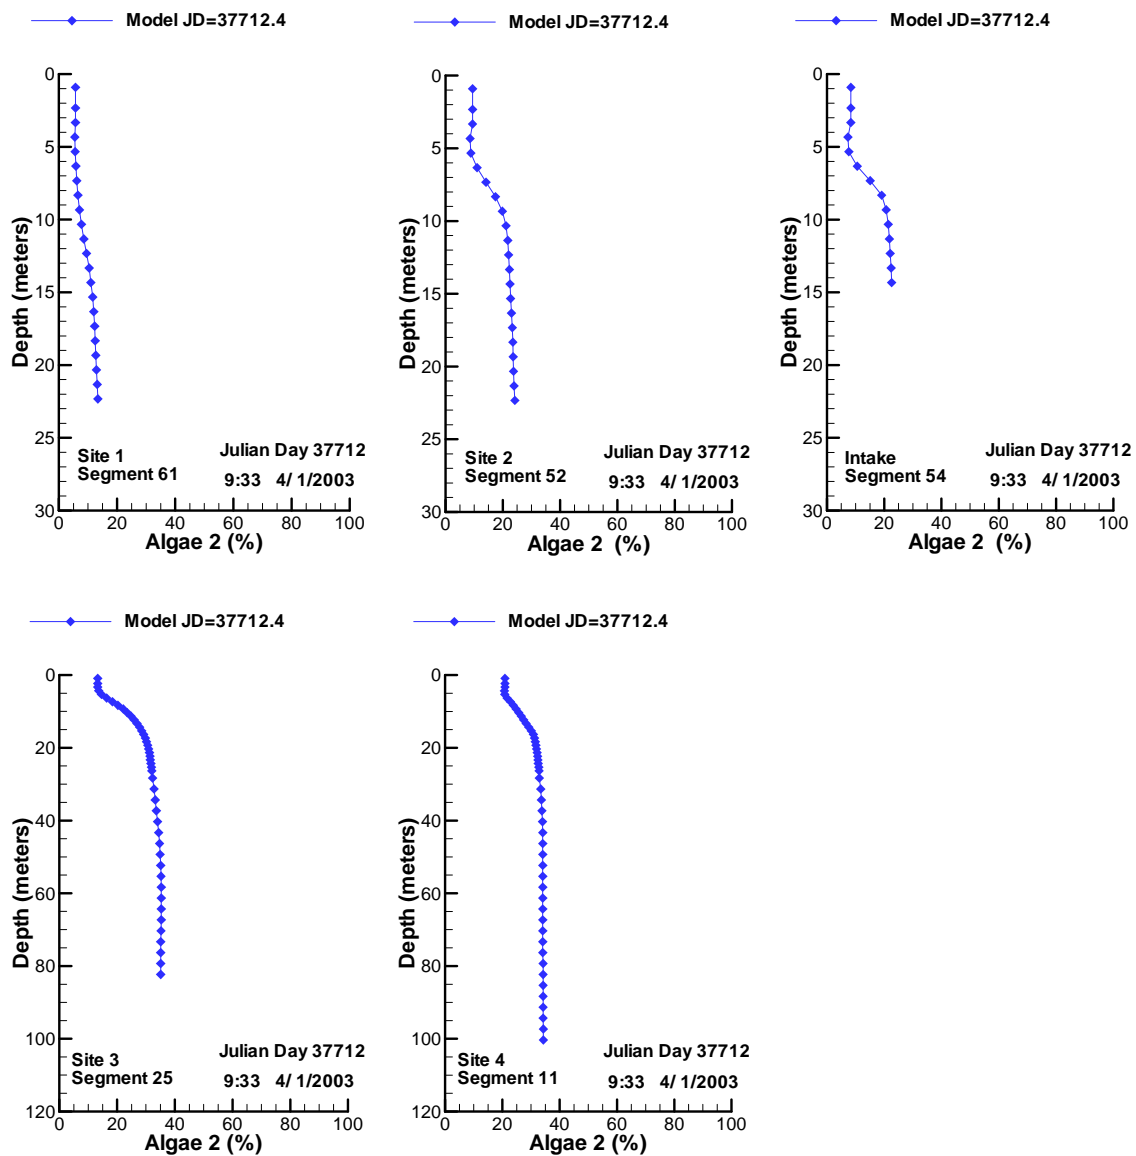 Model JD=37712.4
0
5
10
15
20
25
30
0 20 40 60 80 100
Depth (meters)
Algae 2 (%)
Site 1
Segment 61
Julian Day 37712
9:33 4/ 1/2003
Model JD=37712.4
0
5
10
15
20
25
30
0 20 40 60 80 100
Depth (meters)
Algae 2 (%)
Site 2
Segment 52
Julian Day 37712
9:33 4/ 1/2003
Model JD=37712.4
0
5
10
15
20
25
30
0 20 40 60 80 100
Depth (meters)
Algae 2 (%)
Intake
Segment 54
Julian Day 37712
9:33 4/ 1/2003
Model JD=37712.4
0
20
40
60
80
100
120
0 20 40 60 80 100
Depth (meters)
Algae 2 (%)
Site 3
Segment 25
Julian Day 37712
9:33 4/ 1/2003
Model JD=37712.4
0
20
40
60
80
100
120
0 20 40 60 80 100
Depth (meters)
Algae 2 (%)
Site 4
Segment 11
Julian Day 37712
9:33 4/ 1/2003